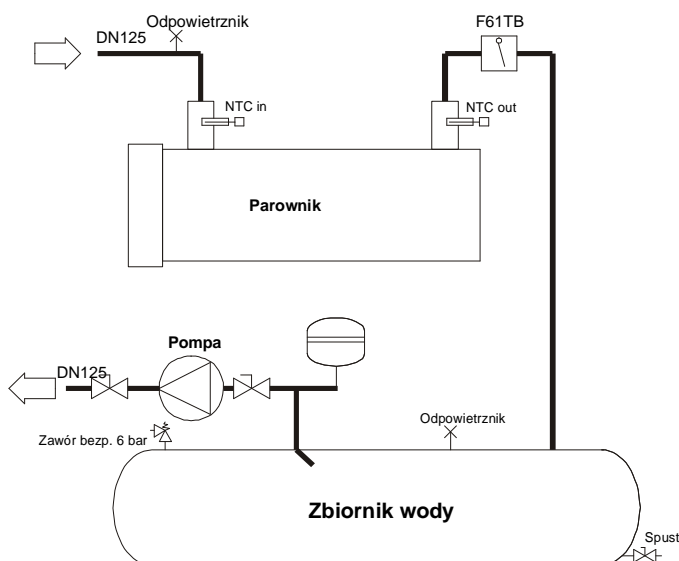 Odpowietrznik
F61TB
DN125
NTC in
NTC out
Parownik
Pompa
DN125
Odpowietrznik
Zawór bezp. 6 bar
Zbiornik wody
Spust